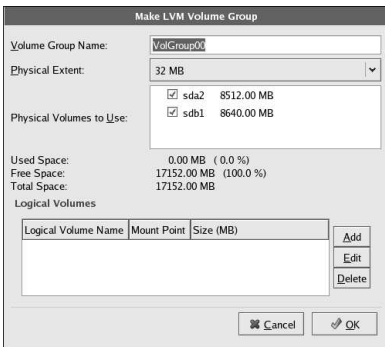 Make LVM Volume Group
Volume Group Name: VolGroup00
Physical Extent: 32 MB
Physical Volumes to Use:
sda2 8512.00 MB
sdb1 8640.00 MB
Used Space: 0.00 MB ( 0.0 %)
Free Space: 17152.00 MB (100.0 %)
Total Space: 17152.00 MB
Logical Volumes
Logical Volume Name Mount Point Size (MB)
Add
Edit
Delete
Cancel OK